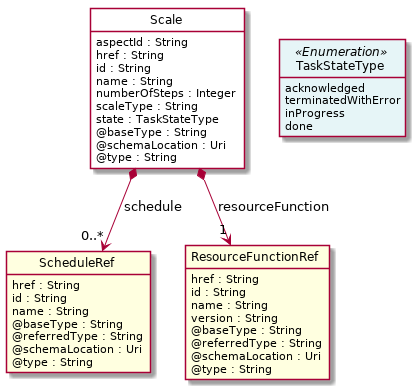 Scale
aspectId : String
href : String
id : String
name : String
numberOfSteps : Integer
scaleType : String
state : TaskStateType
@baseType : String
@schemaLocation : Uri
@type : String
«Enumeration»
TaskStateType
acknowledged
terminatedWithError
inProgress
done
schedule
resourceFunction
0..*
1
ScheduleRef
href : String
id : String
name : String
@baseType : String
@referredType : String
@schemaLocation : Uri
@type : String
ResourceFunctionRef
href : String
id : String
name : String
version : String
@baseType : String
@referredType : String
@schemaLocation : Uri
@type : String